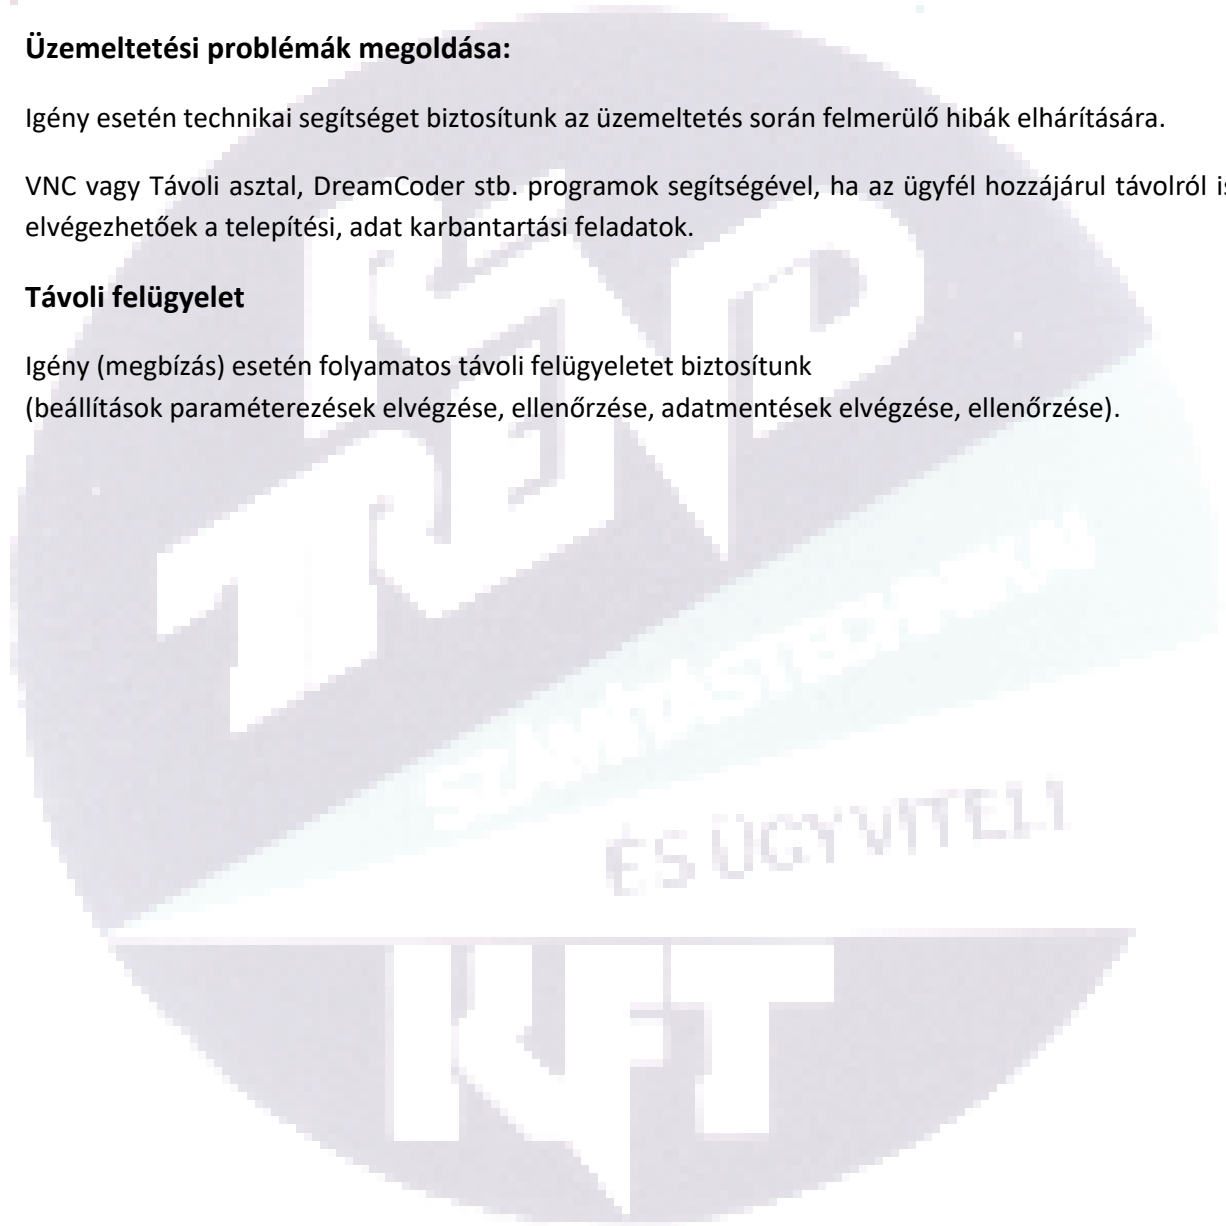 Üzemeltetési problémák megoldása:
Igény esetén technikai segítséget biztosítunk az üzemeltetés során felmerülő hibák elhárítására.
VNC vagy Távoli asztal, DreamCoder stb. programok segítségével, ha az ügyfél hozzájárul távolról is
elvégezhetőek a telepítési, adat karbantartási feladatok.
Távoli felügyelet
Igény (megbízás) esetén folyamatos távoli felügyeletet biztosítunk
(beállítások paraméterezések elvégzése, ellenőrzése, adatmentések elvégzése, ellenőrzése).
SZÁMÍTÁSTECHNIKAI
ÉS ÜGYVITELI
KFT